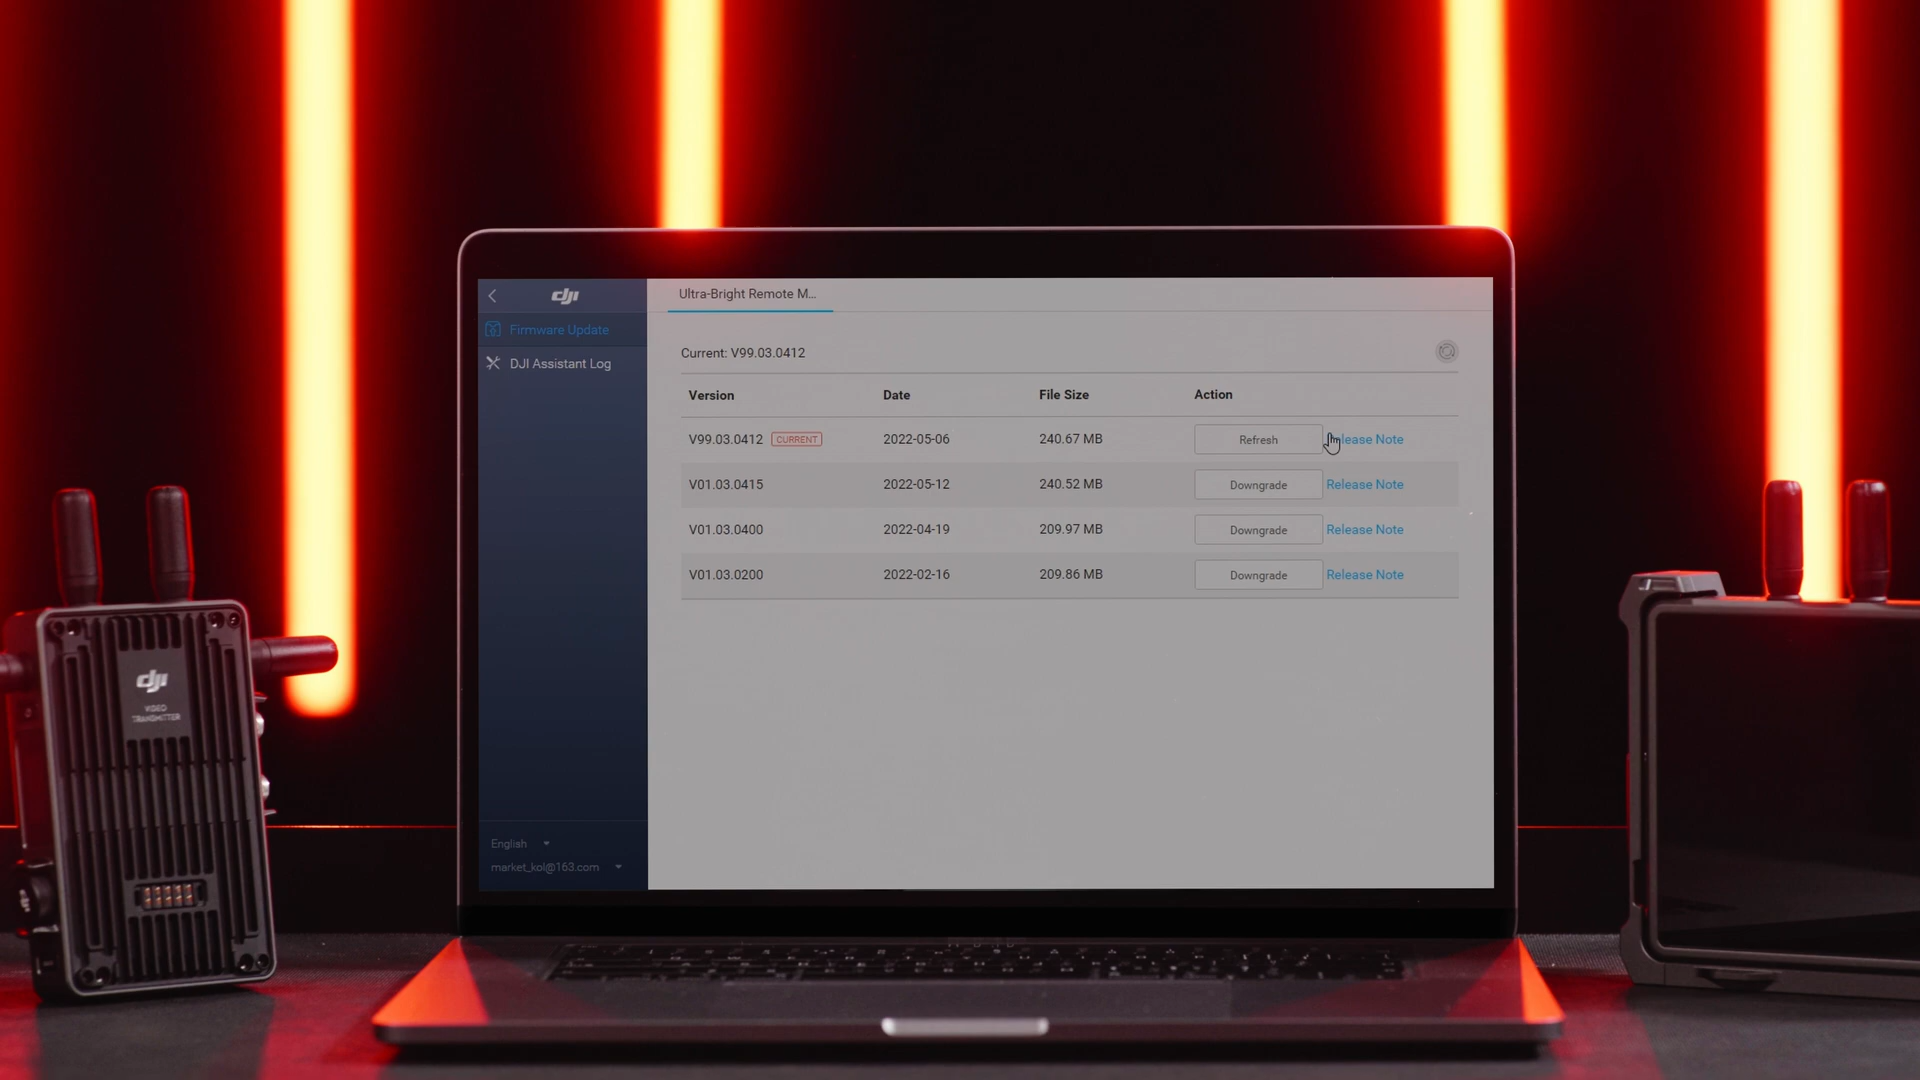 dji
Ultra-Bright Remote M...
Firmware Update
DJI Assistant Log
Current: V99.03.0412
Version Date File Size Action
V99.03.0412 CURRENT 2022-05-06 240.67 MB Refresh lease Note
V01.03.0415 2022-05-12 240.52 MB Downgrade Release Note
V01.03.0400 2022-04-19 209.97 MB Downgrade Release Note
V01.03.0200 2022-02-16 209.86 MB Downgrade Release Note
English
market_kol@163.com
dji
VIDEO
TRANSMITTER